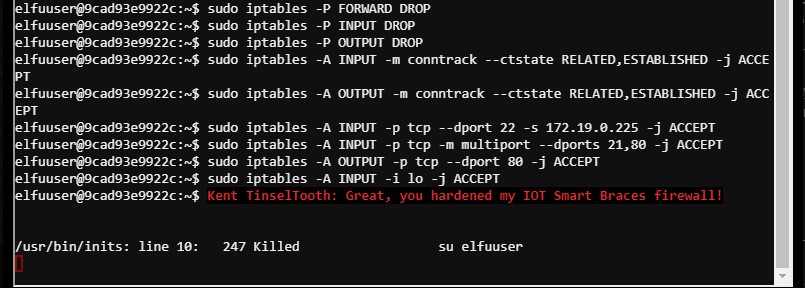 elfuuser@9cad93e9922c:~$ sudo iptables -P FORWARD DROP
elfuuser@9cad93e9922c:~$ sudo iptables -P INPUT DROP
elfuuser@9cad93e9922c:~$ sudo iptables -P OUTPUT DROP
elfuuser@9cad93e9922c:~$ sudo iptables -A INPUT -m conntrack --ctstate RELATED,ESTABLISHED -j ACCE
PT
elfuuser@9cad93e9922c:~$ sudo iptables -A OUTPUT -m conntrack --ctstate RELATED,ESTABLISHED -j ACC
EPT
elfuuser@9cad93e9922c:~$ sudo iptables -A INPUT -p tcp --dport 22 -s 172.19.0.225 -j ACCEPT
elfuuser@9cad93e9922c:~$ sudo iptables -A INPUT -p tcp -m multiport --dports 21,80 -j ACCEPT
elfuuser@9cad93e9922c:~$ sudo iptables -A OUTPUT -p tcp --dport 80 -j ACCEPT
elfuuser@9cad93e9922c:~$ sudo iptables -A INPUT -i lo -j ACCEPT
elfuuser@9cad93e9922c:~$ Kent TinselTooth: Great, you hardened my IOT Smart Braces firewall!
/usr/bin/inits: line 10:   247 Killed                  su elfuuser